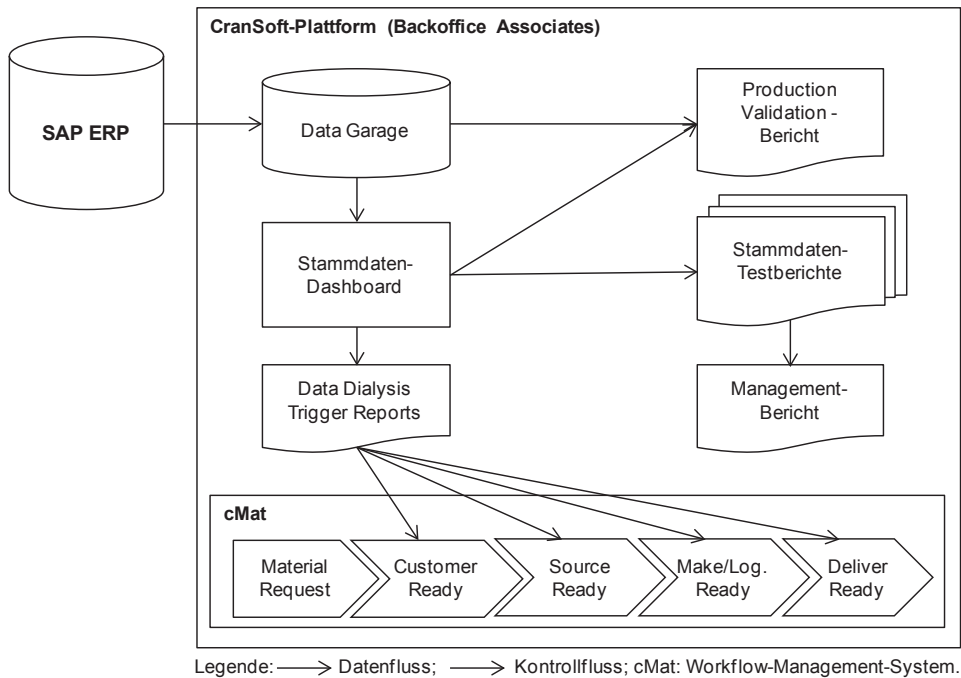 CranSoft-Plattform (Backoffice Associates)
SAP ERP
Data Garage
Production
Validation -
Bericht
Stammdaten-
Dashboard
Stammdaten-
Testberichte
Data Dialysis
Trigger Reports
Management-
Bericht
cMat
Material
Request
Customer
Ready
Source
Ready
Make/Log.
Ready
Deliver
Ready
Legende: Datenfluss; Kontrollfluss; cMat: Workflow-Management-System.